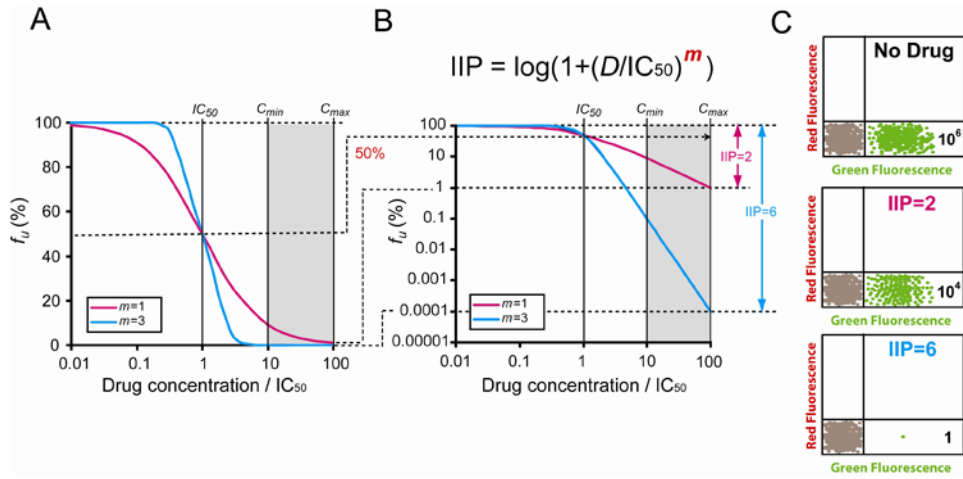 A
B
C
IIP = log(1+(D/IC50)^m)
IC50
Cmin
Cmax
100
80
60
40
20
0
fu (%)
50%
m=1
m=3
0.01
0.1
1
10
100
Drug concentration / IC50
IC50
Cmin
Cmax
100
10
1
0.1
0.01
0.001
0.0001
0.00001
fu (%)
IIP=2
IIP=6
m=1
m=3
0.01
0.1
1
10
100
Drug concentration / IC50
Red Fluorescence
No Drug
10^6
Green Fluorescence
Red Fluorescence
IIP=2
10^4
Green Fluorescence
Red Fluorescence
IIP=6
1
Green Fluorescence